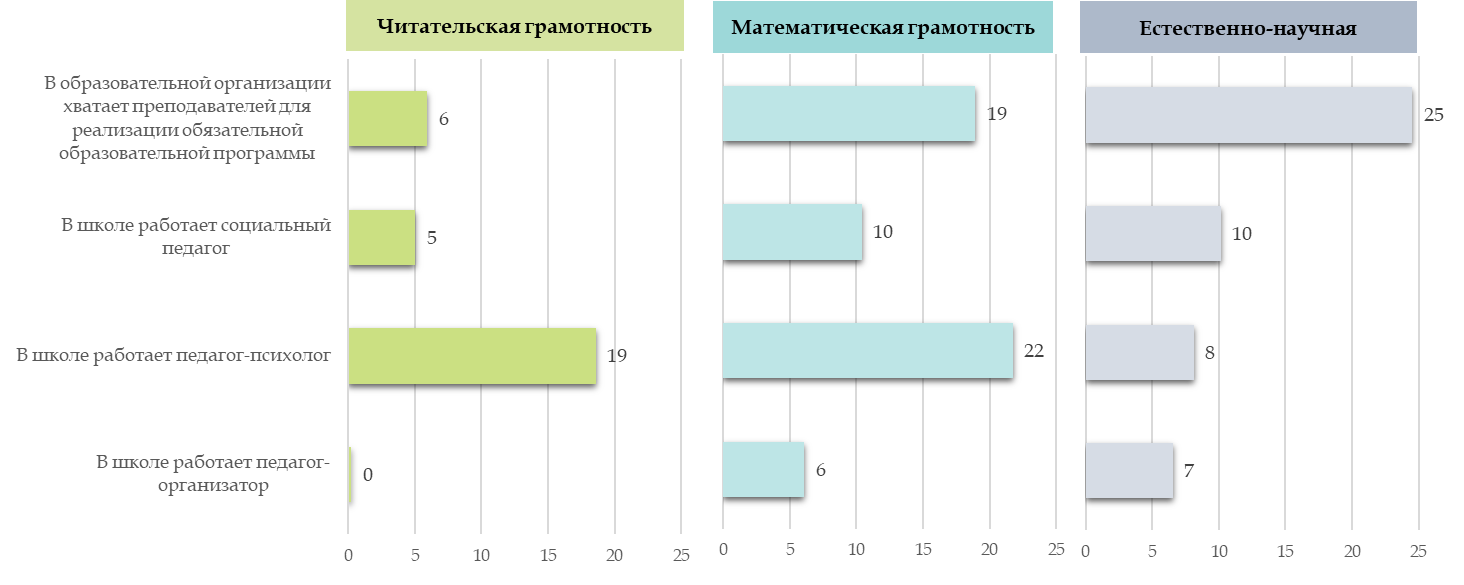 Читательская грамотность
Математическая грамотность
Естественно-научная
В образовательной организации
хватает преподавателей для
реализации обязательной
образовательной программы
6
19
25
В школе работает социальный
педагог
5
10
10
В школе работает педагог-психолог
19
22
8
В школе работает педагог-
организатор
0
6
7
0 5 10 15 20 25
0 5 10 15 20 25
0 5 10 15 20 25